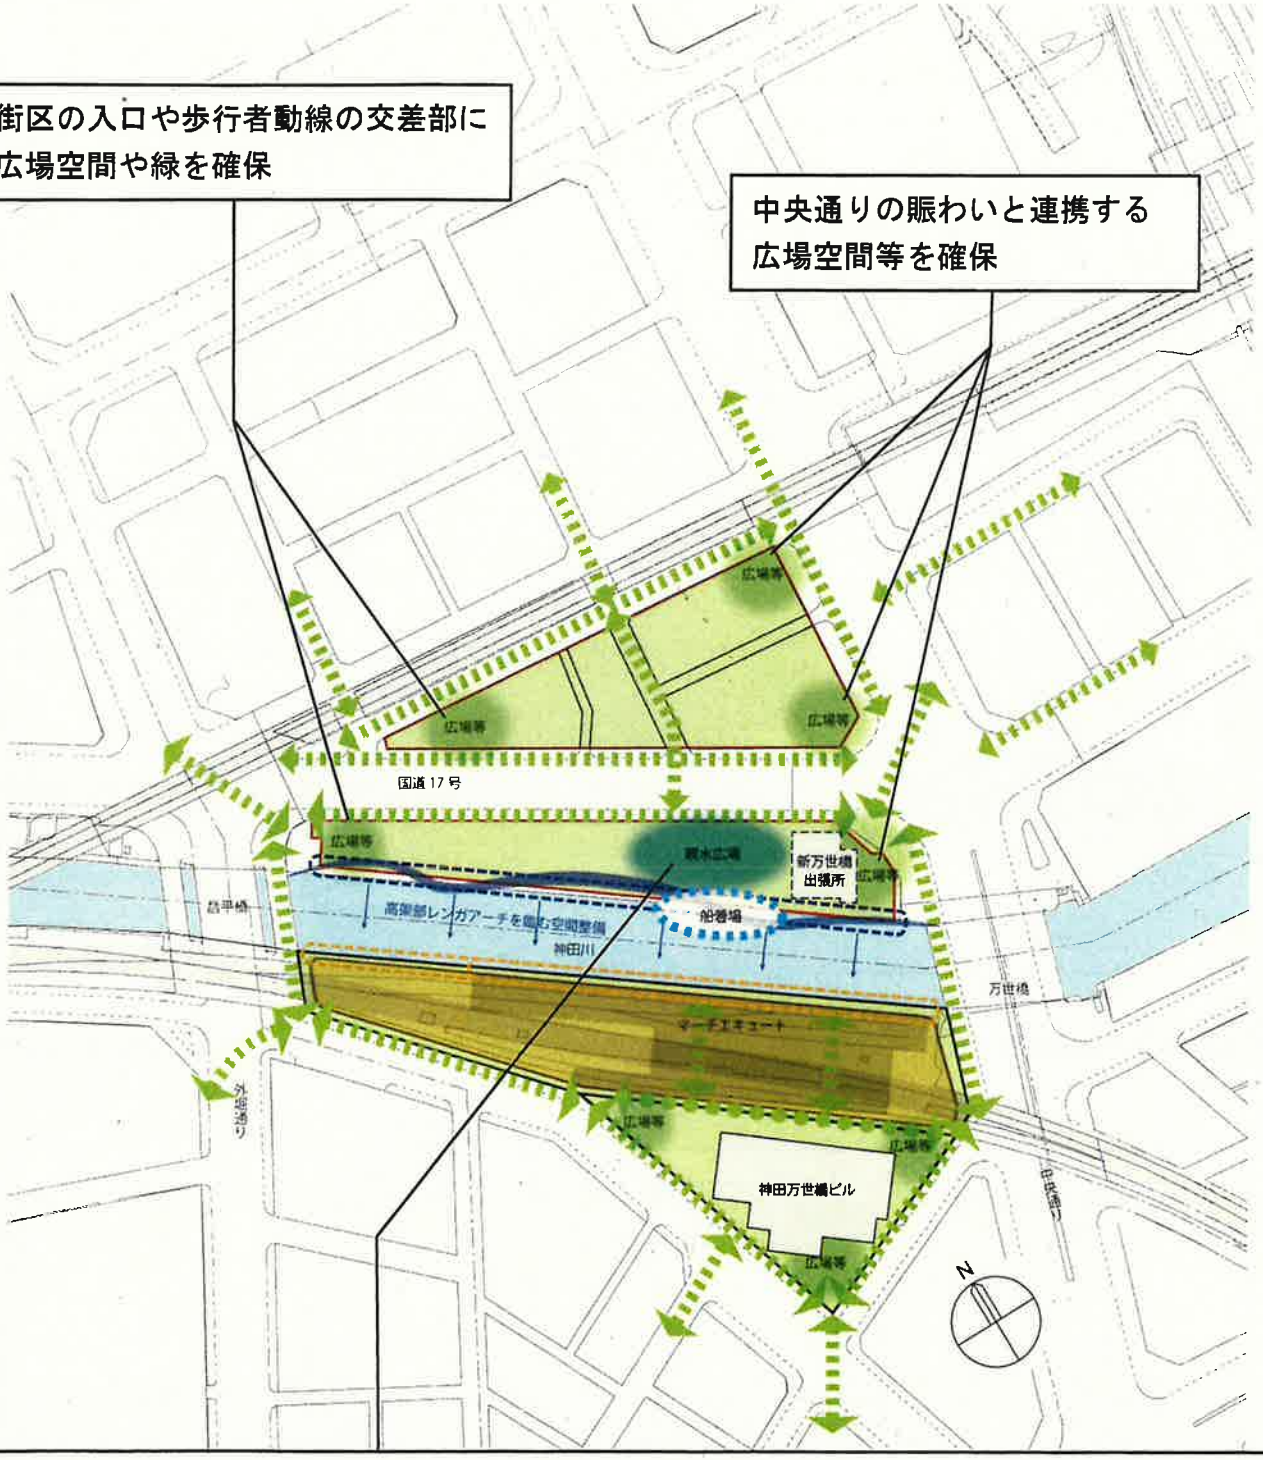 街区の入口や歩行者動線の交差部に
広場空間や緑を確保
中央通りの賑わいと連携する
広場空間等を確保
広場等
広場等
広場等
国道17号
広場等
親水広場
新万世橋
出張所
広場等
昌平橋
高架部レンガアーチを臨む空間整備
船着場
神田川
万世橋
マーチエキュート
外堀通り
広場等
広場等
神田万世橋ビル
中央通り
広場等
N